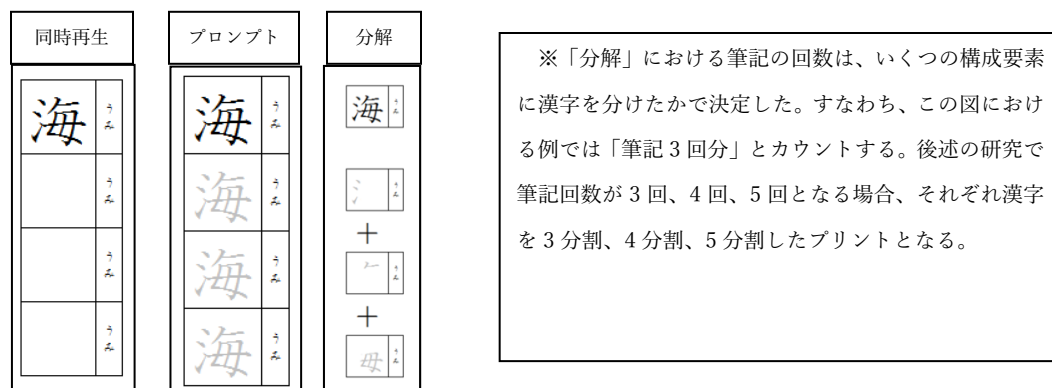 同時再生
プロンプト
分解
海 うみ
うみ
うみ
うみ
海 うみ
海 うみ
海 うみ
海 うみ
海 うみ
氵 うみ
＋
𠂉 うみ
＋
毋 うみ
※「分解」における筆記の回数は、いくつの構成要素
に漢字を分けたかで決定した。すなわち、この図におけ
る例では「筆記 3 回分」とカウントする。後述の研究で
筆記回数が 3 回、4 回、5 回となる場合、それぞれ漢字
を 3 分割、4 分割、5 分割したプリントとなる。